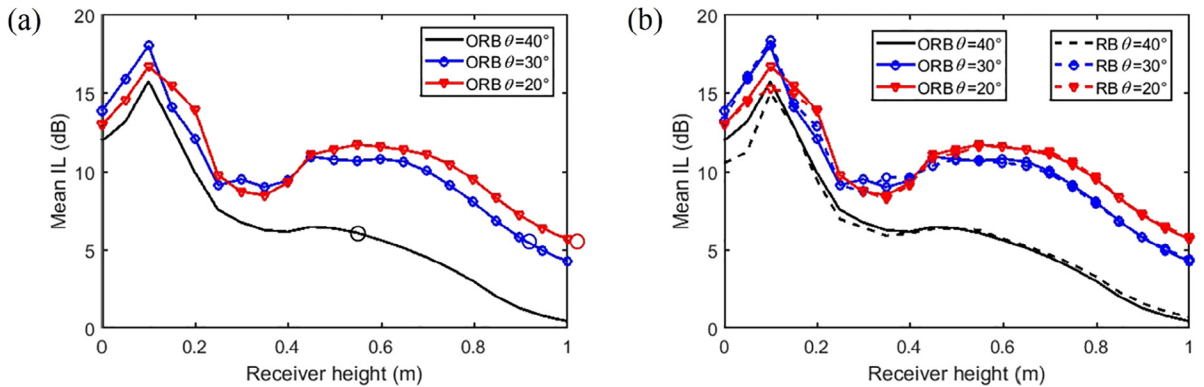 (a)
20
15
10
5
0
Mean IL (dB)
ORB θ=40°
ORB θ=30°
ORB θ=20°
0 0.2 0.4 0.6 0.8 1
Receiver height (m)
(b)
20
15
10
5
0
Mean IL (dB)
ORB θ=40°
ORB θ=30°
ORB θ=20°
RB θ=40°
RB θ=30°
RB θ=20°
0 0.2 0.4 0.6 0.8 1
Receiver height (m)